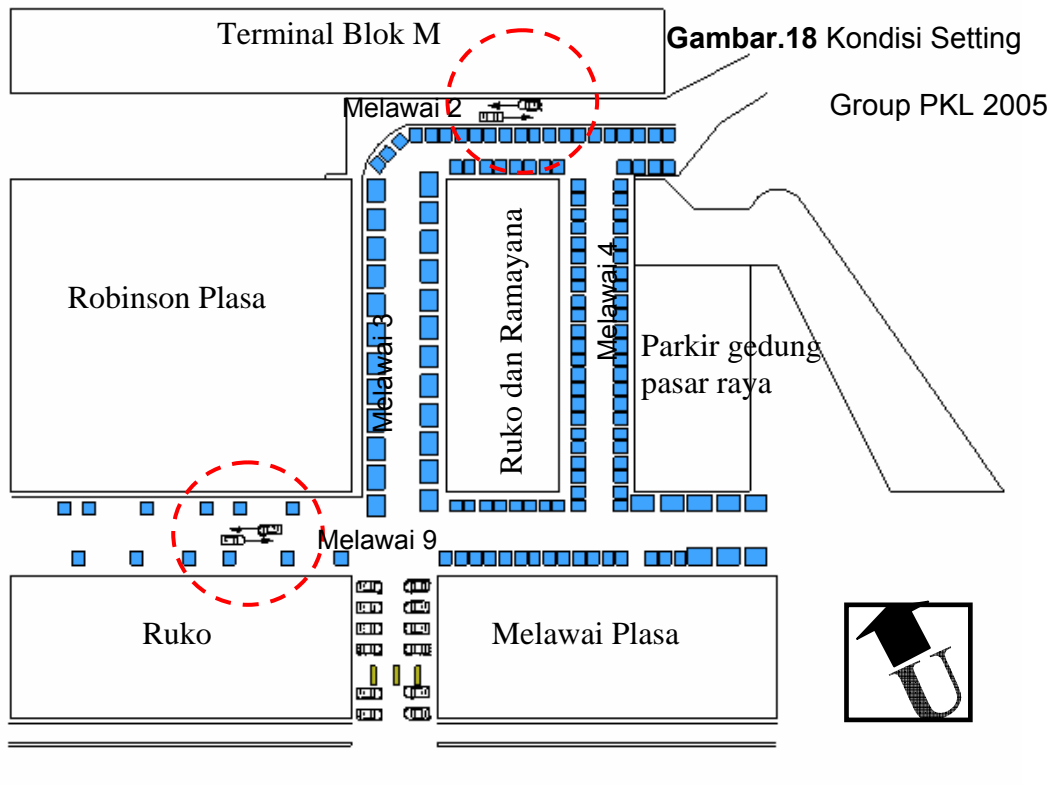 Terminal Blok M
Gambar.18 Kondisi Setting
Group PKL 2005
Melawai 2
Robinson Plasa
Melawai 3
Ruko dan Ramayana
Melawai 4
Parkir gedung
pasar raya
Melawai 9
Ruko
Melawai Plasa
U